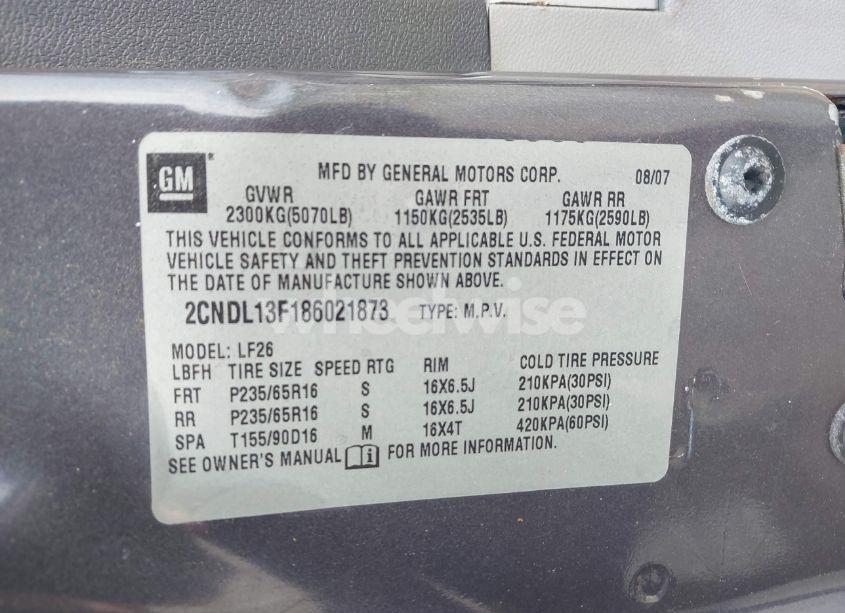 GM
MFD BY GENERAL MOTORS CORP. 08/07
GVWR GAWR FRT GAWR RR
2300KG(5070LB) 1150KG(2535LB) 1175KG(2590LB)
THIS VEHICLE CONFORMS TO ALL APPLICABLE U.S. FEDERAL MOTOR
VEHICLE SAFETY AND THEFT PREVENTION STANDARDS IN EFFECT ON
THE DATE OF MANUFACTURE SHOWN ABOVE.
2CNDL13F186021873 TYPE: M.P.V.
wheelwise
MODEL: LF26
LBFH TIRE SIZE SPEED RTG RIM COLD TIRE PRESSURE
FRT P235/65R16 S 16X6.5J 210KPA(30PSI)
RR P235/65R16 S 16X6.5J 210KPA(30PSI)
SPA T155/90D16 M 16X4T 420KPA(60PSI)
SEE OWNER'S MANUAL i FOR MORE INFORMATION.